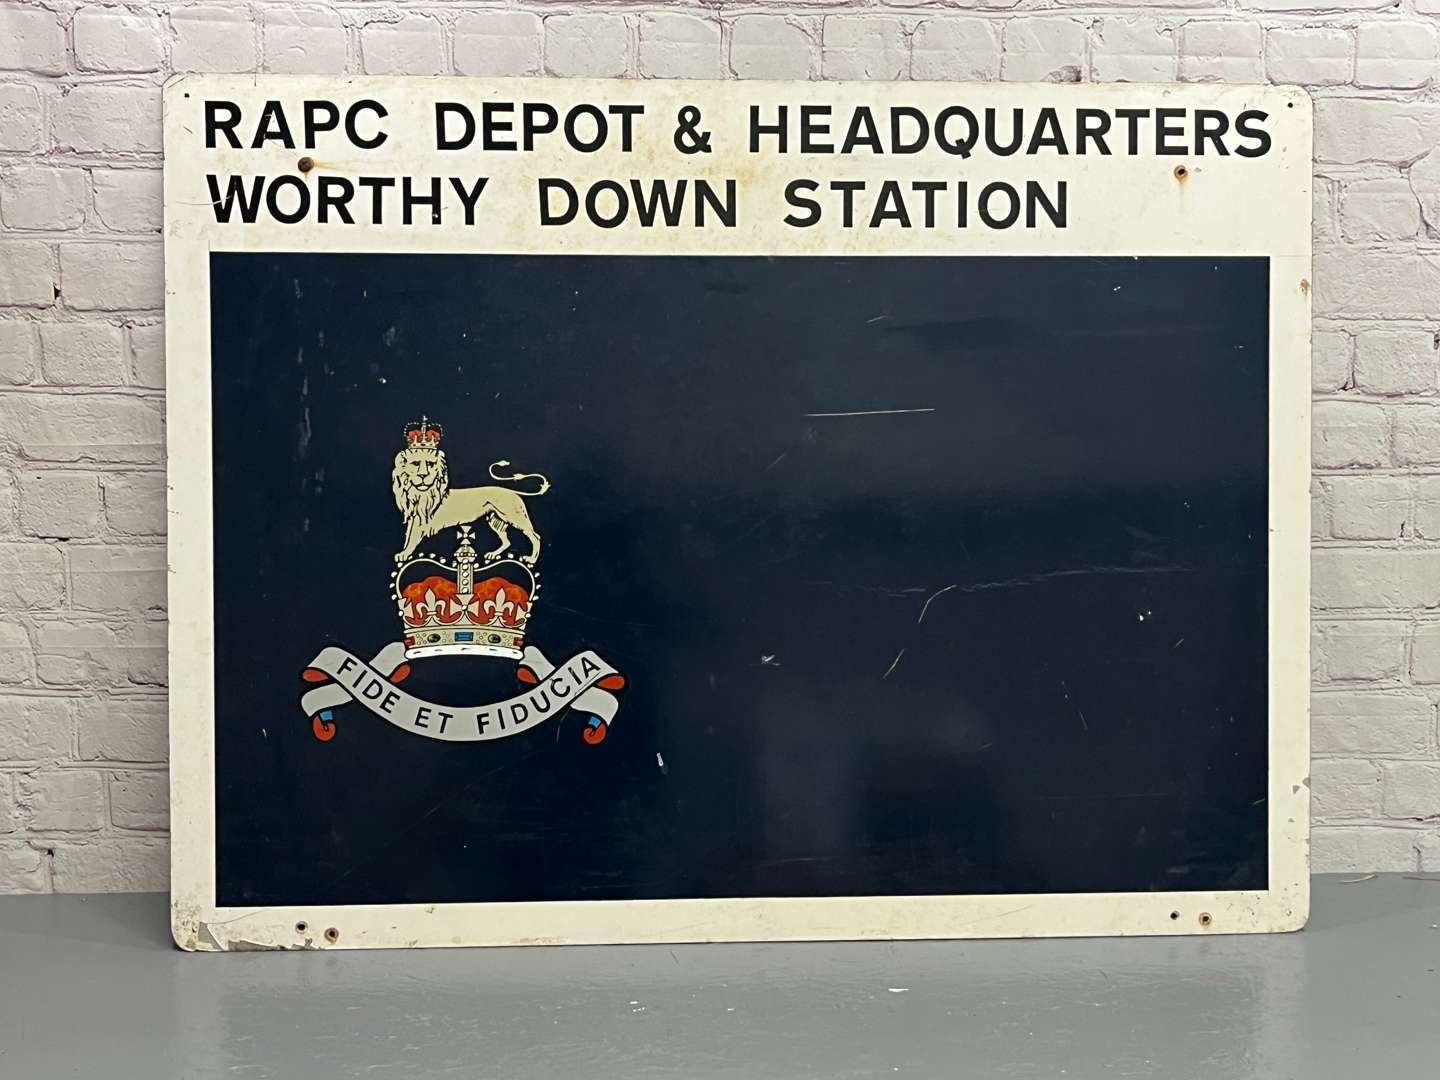 RAPC DEPOT & HEADQUARTERS
WORTHY DOWN STATION
FIDE ET FIDUCIA